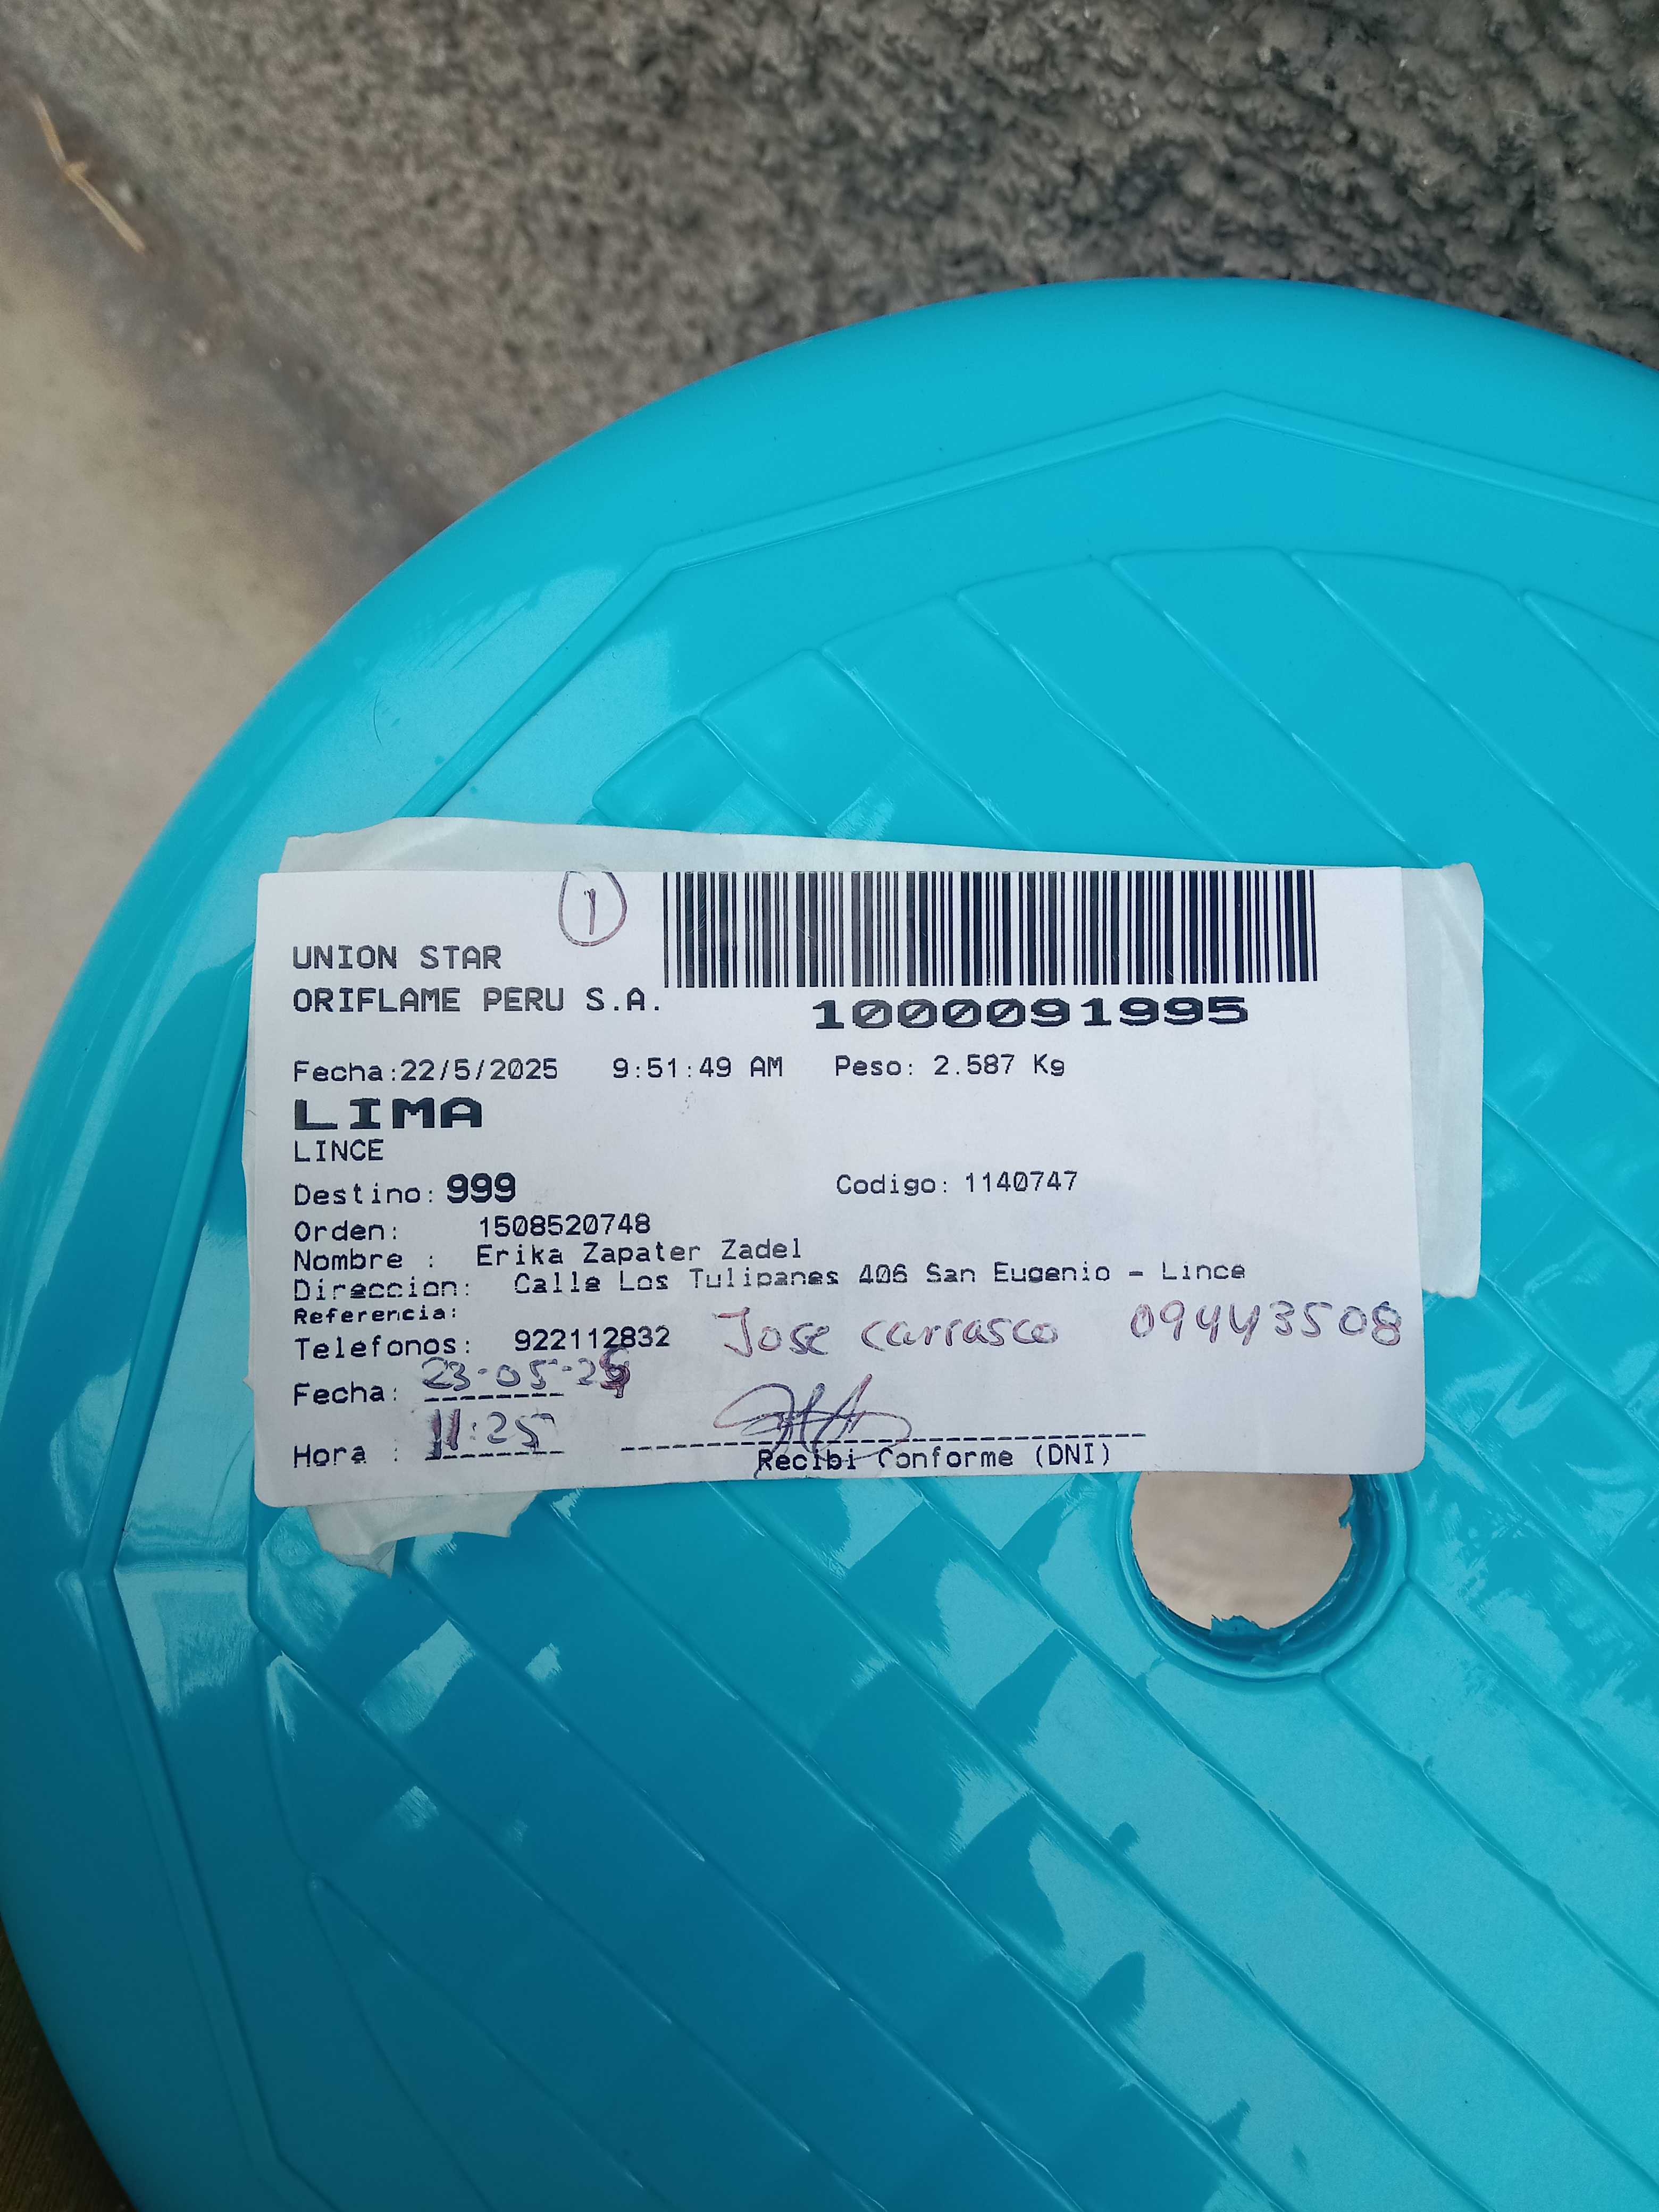 1
UNION STAR
ORIFLAME PERU S.A.
1000091995
Fecha:22/5/2025 9:51:49 AM Peso: 2.587 Kg
LIMA
LINCE
Destino: 999 Codigo: 1140747
Orden: 1508520748
Nombre : Erika Zapater Zadel
Direccion: Calle Los Tulipanes 406 San Eugenio - Lince
Referencia:
Telefonos: 922112832 Jose Carrasco 09443508
Fecha: 23-05-25
Hora : 11:25
Recibi Conforme (DNI)